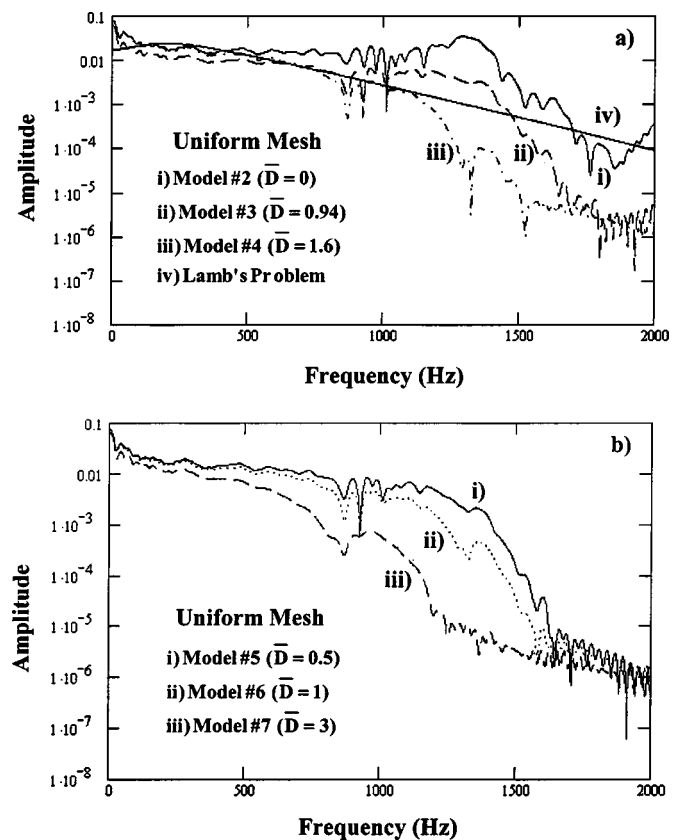 0.1
a)
0.01
1·10⁻³
iv)
1·10⁻⁴
Uniform Mesh
iii)
ii)
i)
i) Model #2 (D̅ = 0)
1·10⁻⁵
ii) Model #3 (D̅ = 0.94)
1·10⁻⁶
iii) Model #4 (D̅ = 1.6)
1·10⁻⁷
iv) Lamb's Problem
1·10⁻⁸
0 500 1000 1500 2000
Amplitude
Frequency (Hz)
0.1
b)
0.01
i)
1·10⁻³
ii)
1·10⁻⁴
iii)
Uniform Mesh
1·10⁻⁵
i) Model #5 (D̅ = 0.5)
1·10⁻⁶
ii) Model #6 (D̅ = 1)
1·10⁻⁷
iii) Model #7 (D̅ = 3)
1·10⁻⁸
0 500 1000 1500 2000
Amplitude
Frequency (Hz)